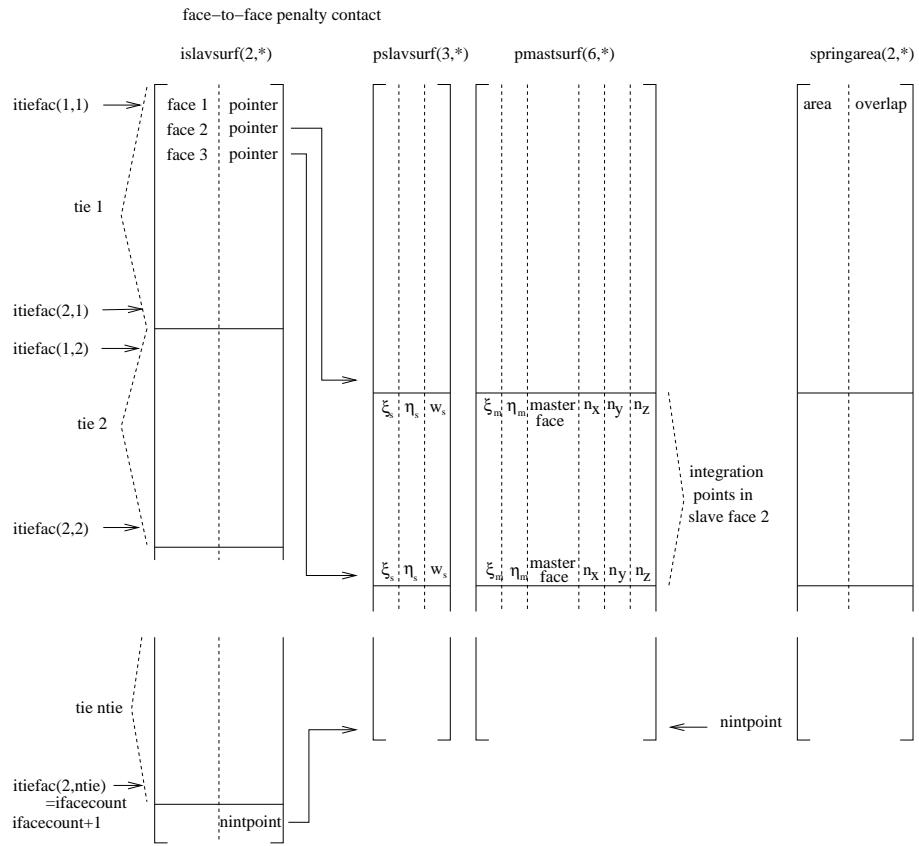 face−to−face penalty contact
islavsurf(2,*) pslavsurf(3,*) pmastsurf(6,*) springarea(2,*)
itiefac(1,1) face 1 pointer area overlap
face 2 pointer
face 3 pointer
tie 1
itiefac(2,1)
itiefac(1,2)
ξs ηs ws ξm ηm master face nx ny nz
tie 2
integration
points in
slave face 2
itiefac(2,2)
ξs ηs ws ξm ηm master face nx ny nz
tie ntie
nintpoint
itiefac(2,ntie)
=ifacecount
ifacecount+1 nintpoint